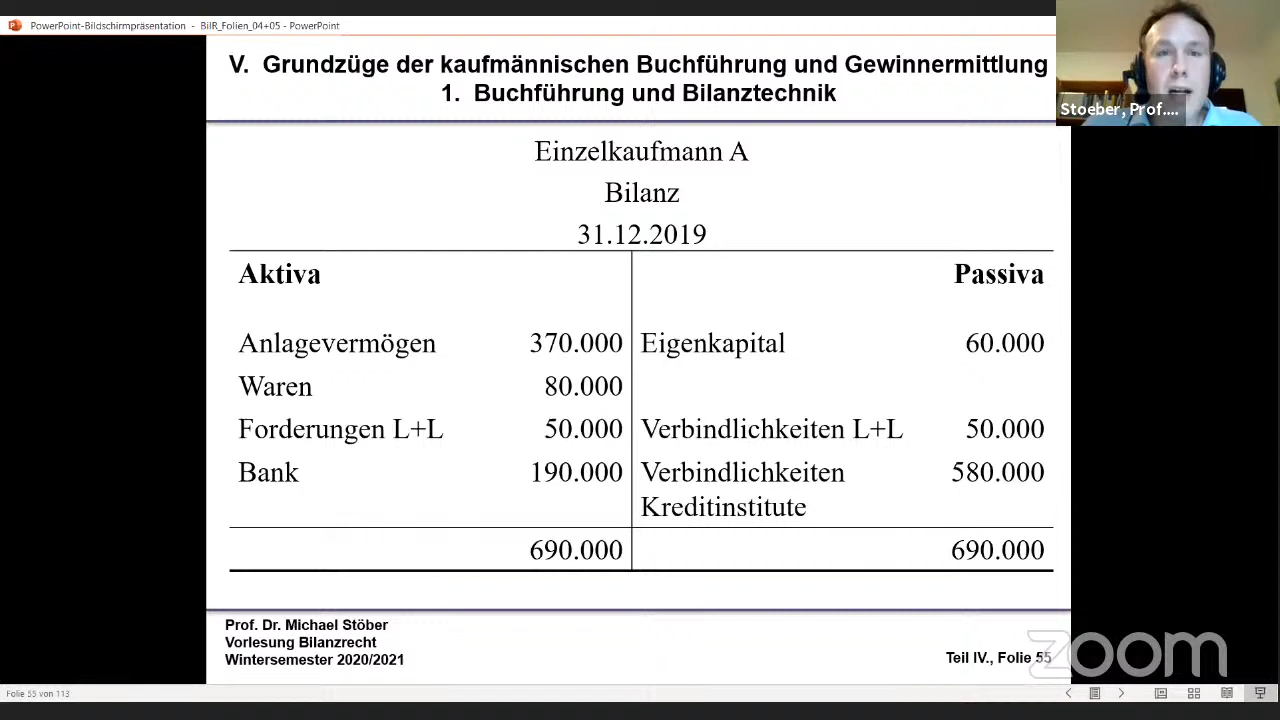 PowerPoint-Bildschirmpräsentation - BilR_Folien_04+05 - PowerPoint
V. Grundzüge der kaufmännischen Buchführung und Gewinnermittlung
1. Buchführung und Bilanztechnik
Stoeber, Prof....
Einzelkaufmann A
Bilanz
31.12.2019
Aktiva Passiva
Anlagevermögen 370.000 Eigenkapital 60.000
Waren 80.000
Forderungen L+L 50.000 Verbindlichkeiten L+L 50.000
Bank 190.000 Verbindlichkeiten 580.000
Kreditinstitute
690.000 690.000
Prof. Dr. Michael Stöber
Vorlesung Bilanzrecht
Wintersemester 2020/2021
Teil IV., Folie 55
zoom
Folie 55 von 113